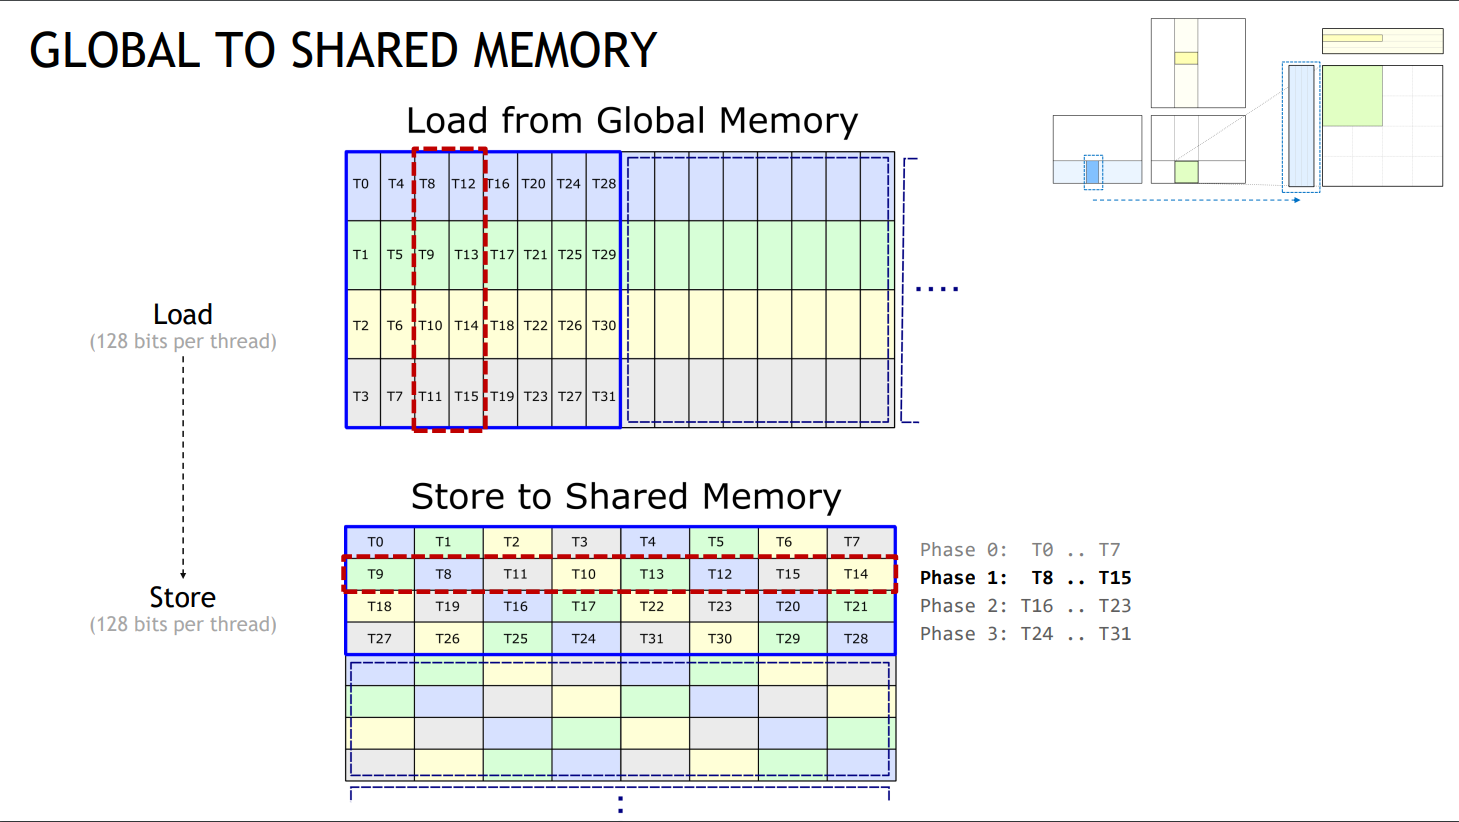 GLOBAL TO SHARED MEMORY
Load from Global Memory
T0 T4 T8 T12 T16 T20 T24 T28
T1 T5 T9 T13 T17 T21 T25 T29
T2 T6 T10 T14 T18 T22 T26 T30
T3 T7 T11 T15 T19 T23 T27 T31
....
Load
(128 bits per thread)
Store to Shared Memory
T0 T1 T2 T3 T4 T5 T6 T7
T9 T8 T11 T10 T13 T12 T15 T14
T18 T19 T16 T17 T22 T23 T20 T21
T27 T26 T25 T24 T31 T30 T29 T28
Phase 0: T0 .. T7
Phase 1: T8 .. T15
Phase 2: T16 .. T23
Phase 3: T24 .. T31
Store
(128 bits per thread)
: